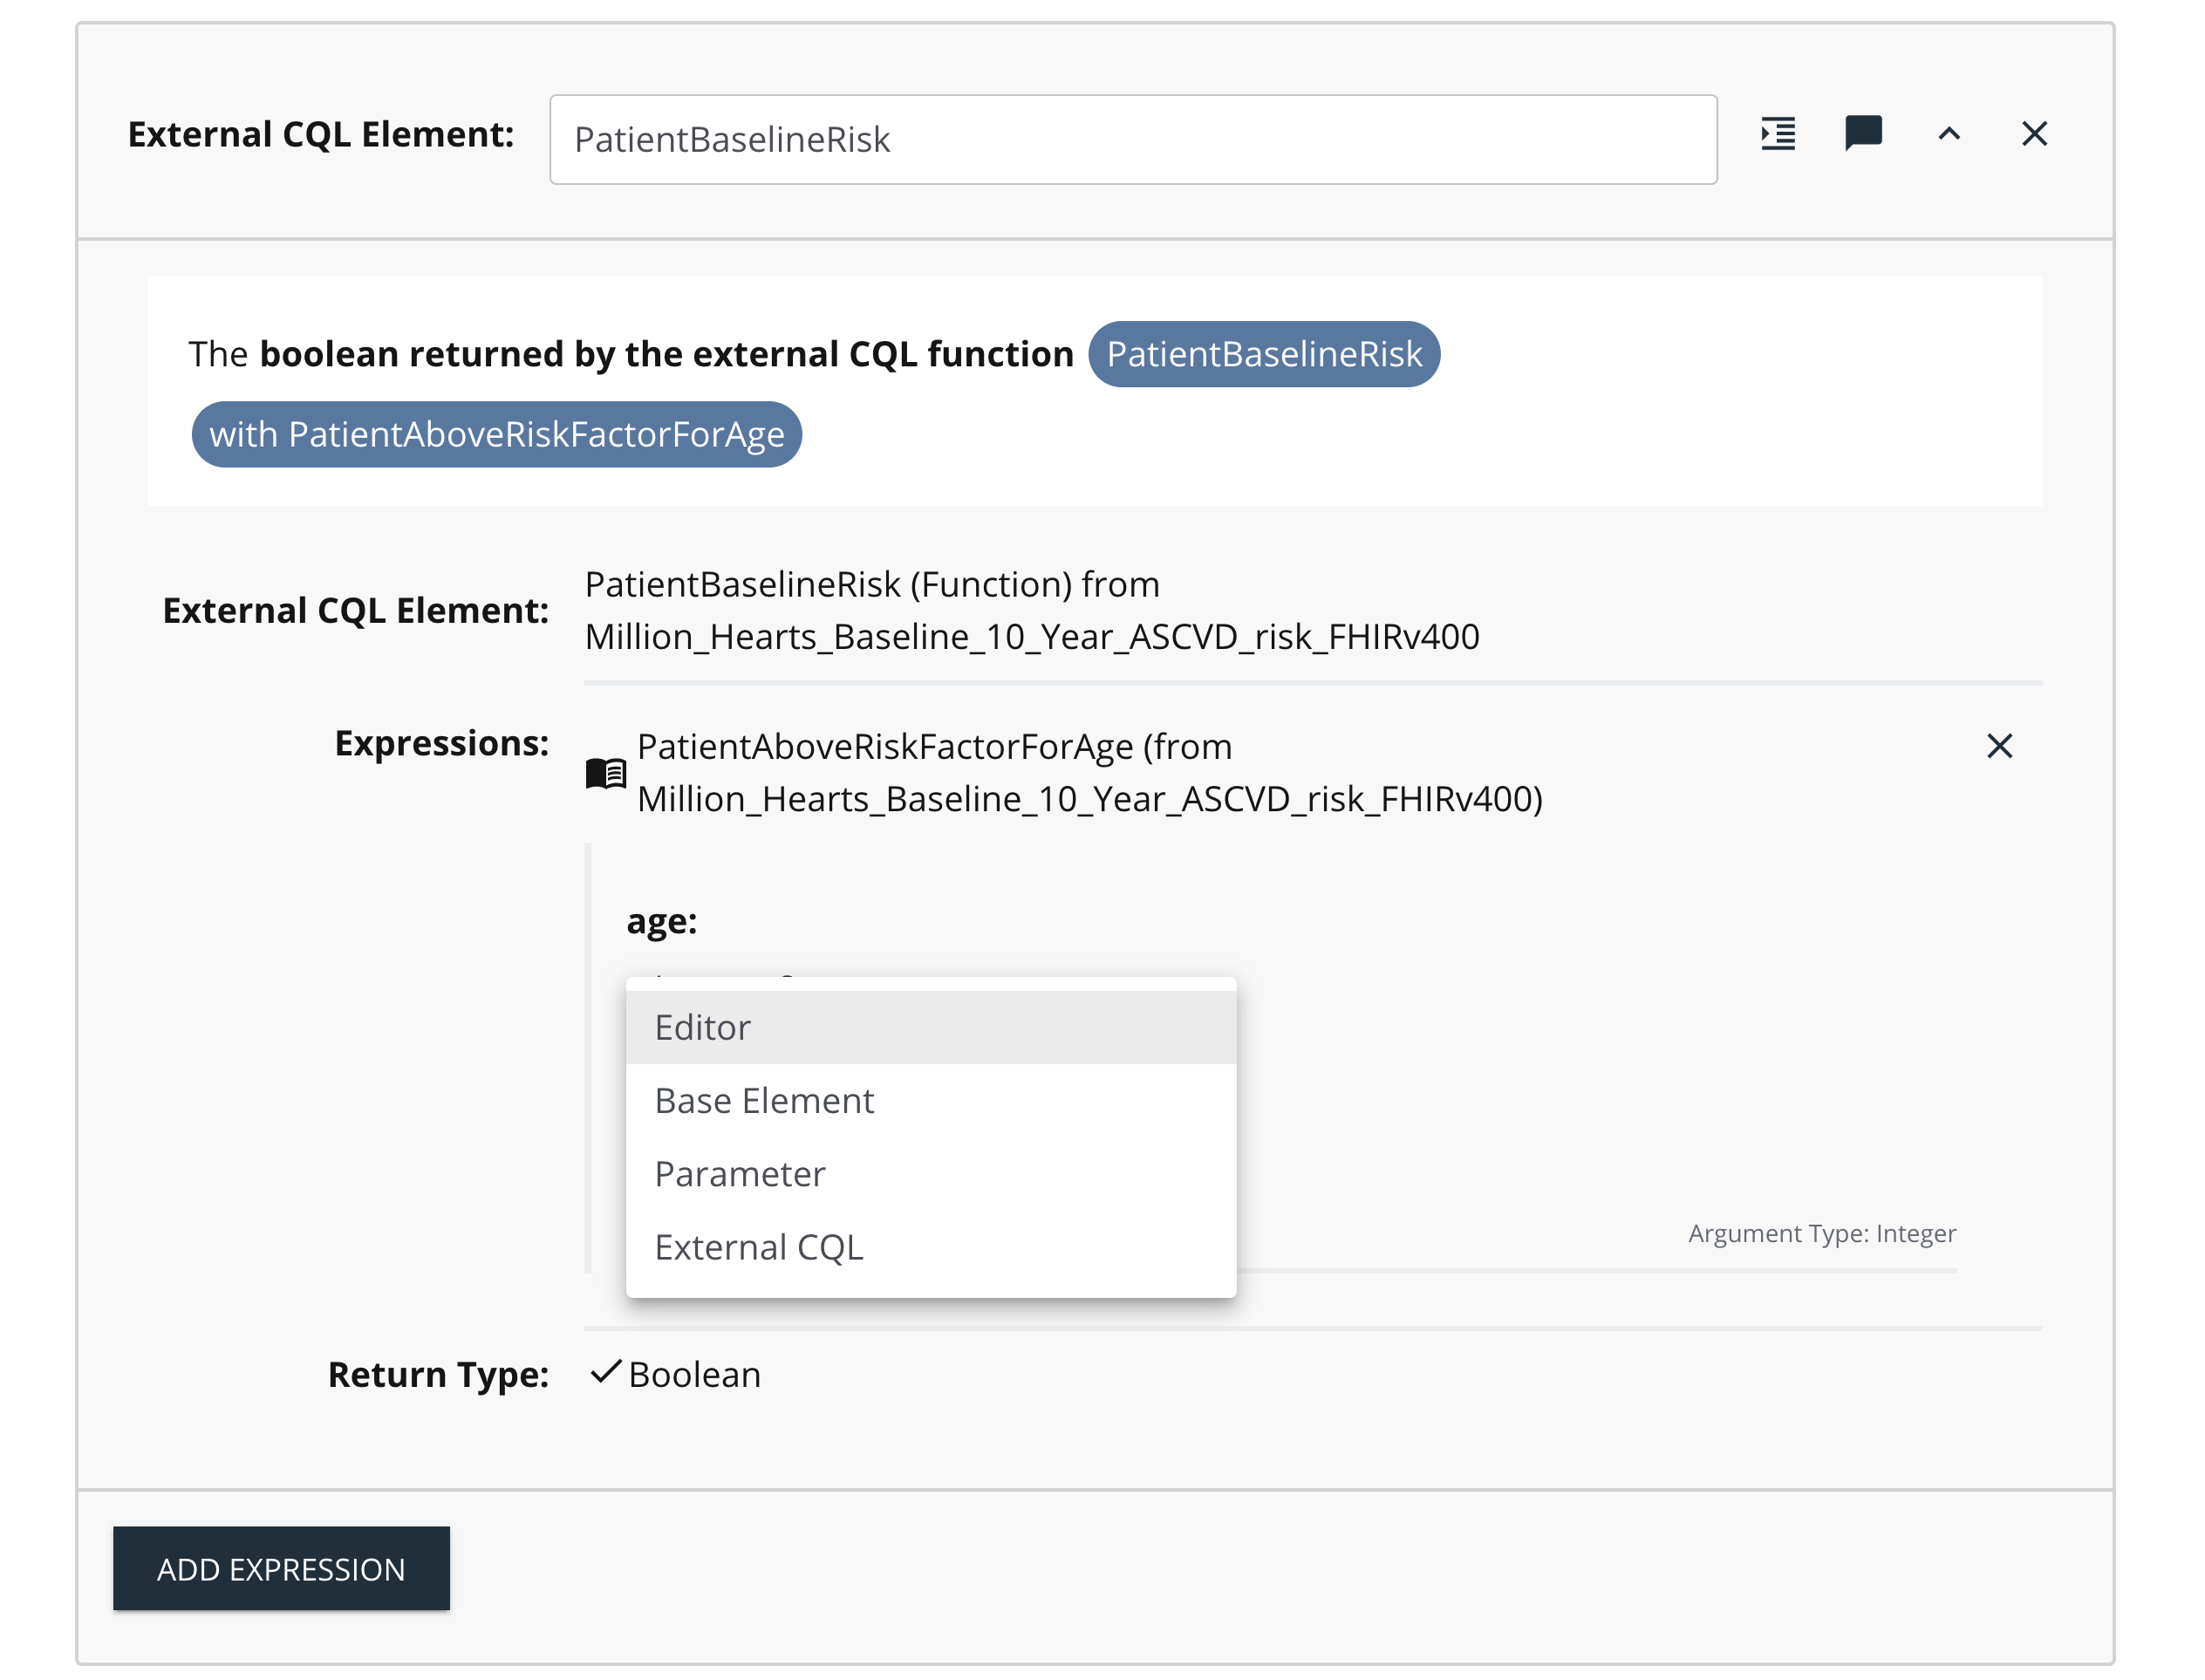 External CQL Element:
PatientBaselineRisk
The boolean returned by the external CQL function PatientBaselineRisk
with PatientAboveRiskFactorForAge
External CQL Element:
PatientBaselineRisk (Function) from
Million_Hearts_Baseline_10_Year_ASCVD_risk_FHIRv400
Expressions:
PatientAboveRiskFactorForAge (from
Million_Hearts_Baseline_10_Year_ASCVD_risk_FHIRv400)
age:
Editor
Base Element
Parameter
External CQL
Argument Type: Integer
Return Type:
Boolean
ADD EXPRESSION